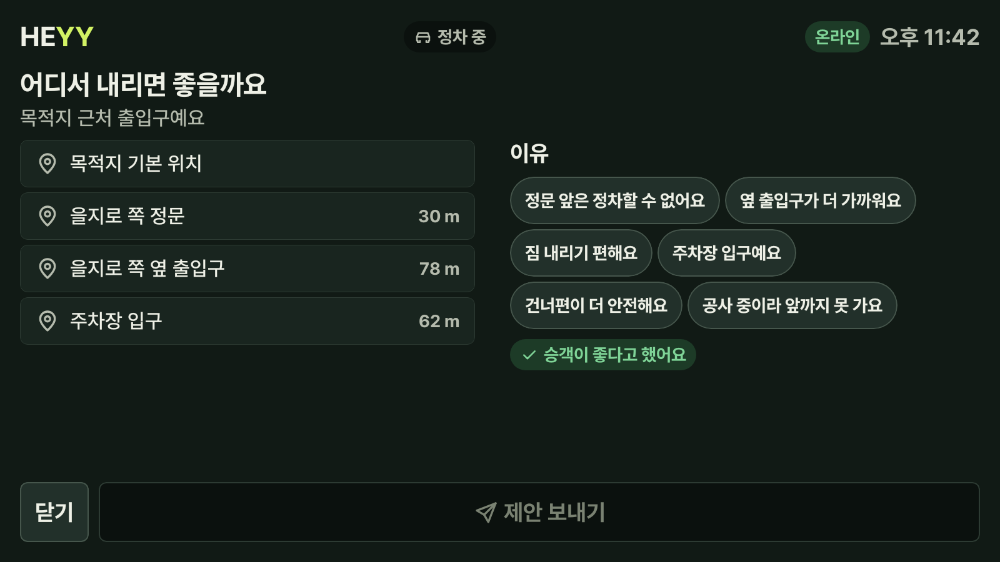 HEYY 정차 중 온라인 오후 11:42
어디서 내리면 좋을까요
목적지 근처 출입구예요
목적지 기본 위치
을지로 쪽 정문 30 m
을지로 쪽 옆 출입구 78 m
주차장 입구 62 m
이유
정문 앞은 정차할 수 없어요 옆 출입구가 더 가까워요
짐 내리기 편해요 주차장 입구예요
건너편이 더 안전해요 공사 중이라 앞까지 못 가요
승객이 좋다고 했어요
닫기 제안 보내기